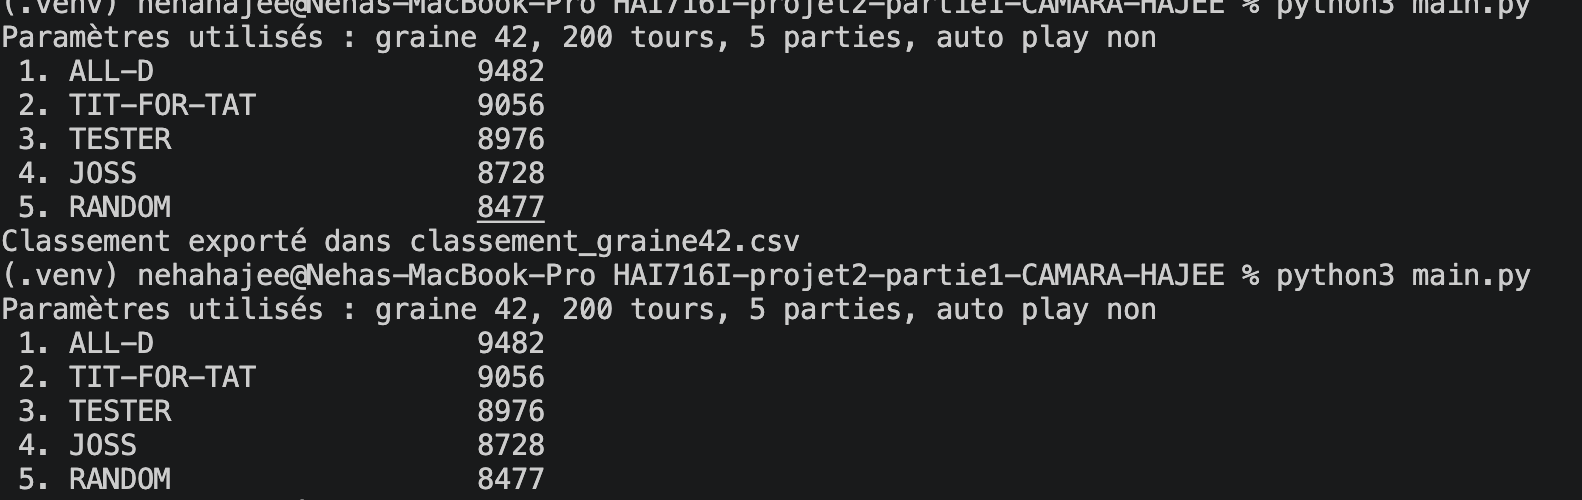 (.venv) nehahajee@Nehas-MacBook-Pro HAI716I-projet2-partie1-CAMARA-HAJEE % python3 main.py
Paramètres utilisés : graine 42, 200 tours, 5 parties, auto play non
1. ALL-D 9482
2. TIT-FOR-TAT 9056
3. TESTER 8976
4. JOSS 8728
5. RANDOM 8477
Classement exporté dans classement_graine42.csv
(.venv) nehahajee@Nehas-MacBook-Pro HAI716I-projet2-partie1-CAMARA-HAJEE % python3 main.py
Paramètres utilisés : graine 42, 200 tours, 5 parties, auto play non
1. ALL-D 9482
2. TIT-FOR-TAT 9056
3. TESTER 8976
4. JOSS 8728
5. RANDOM 8477